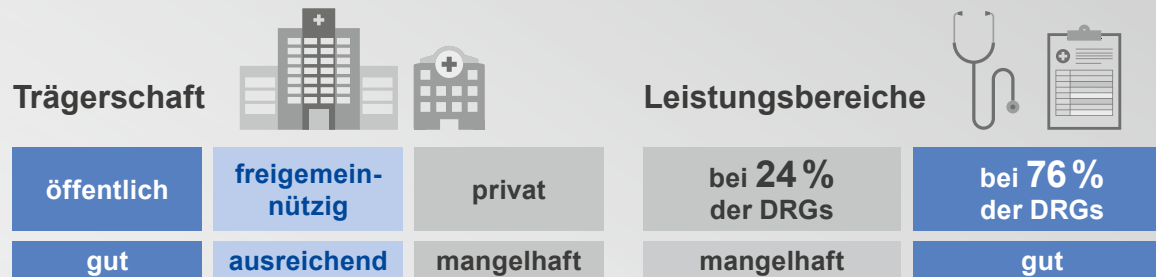 Trägerschaft
öffentlich
freigemein-
nützig
privat
gut
ausreichend
mangelhaft
Leistungsbereiche
bei 24 %
der DRGs
bei 76 %
der DRGs
mangelhaft
gut